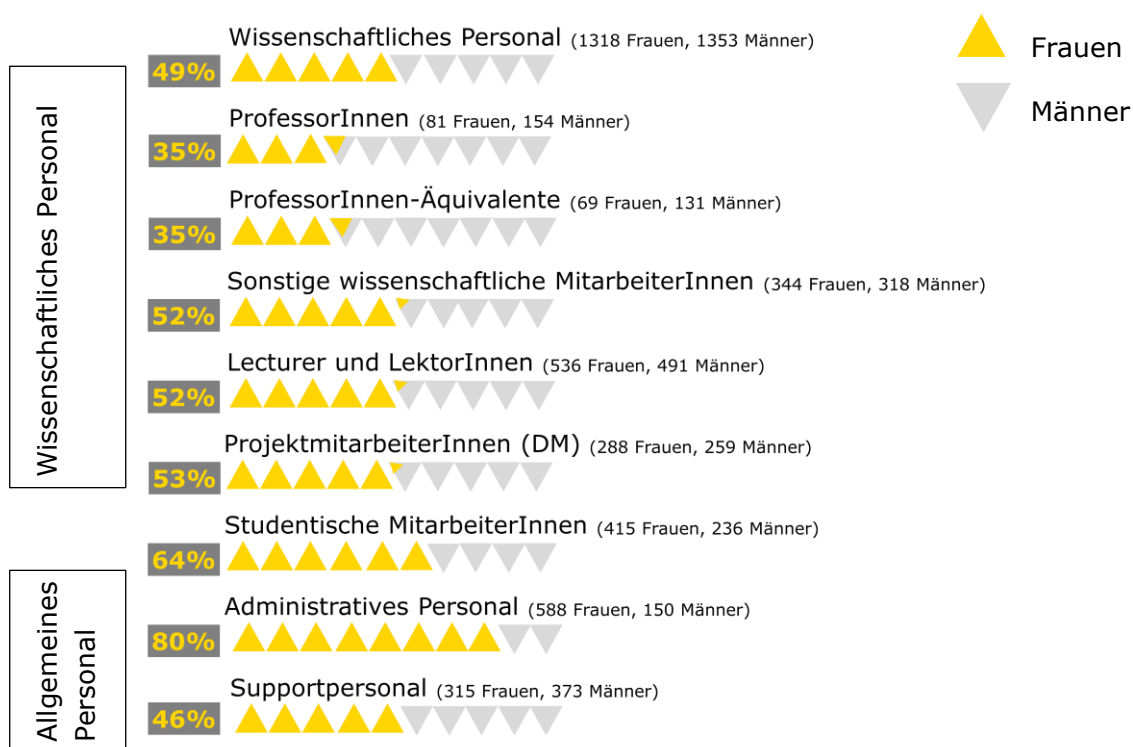 Wissenschaftliches Personal (1318 Frauen, 1353 Männer)
49%
ProfessorInnen (81 Frauen, 154 Männer)
35%
ProfessorInnen-Äquivalente (69 Frauen, 131 Männer)
35%
Sonstige wissenschaftliche MitarbeiterInnen (344 Frauen, 318 Männer)
52%
Lecturer und LektorInnen (536 Frauen, 491 Männer)
52%
ProjektmitarbeiterInnen (DM) (288 Frauen, 259 Männer)
53%
Studentische MitarbeiterInnen (415 Frauen, 236 Männer)
64%
Administratives Personal (588 Frauen, 150 Männer)
80%
Supportpersonal (315 Frauen, 373 Männer)
46%
Wissenschaftliches Personal
Allgemeines
Personal
Frauen
Männer